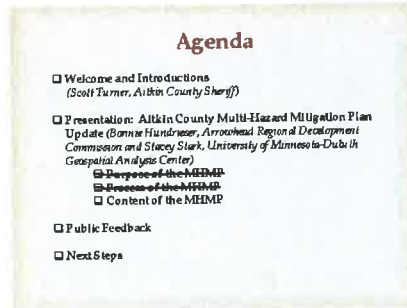 Agenda
❑ Welcome and Introductions
(Scott Turner, Aitkin County Sheriff)
❑ Presentation: Aitkin County Multi-Hazard Mitigation Plan
Update (Bonnie Hundrieser, Arrowhead Regional Development
Commission and Stacey Stark, University of Minnesota-Duluth
Geospatial Analysis Center)
❑ Purpose of the MHMP
❑ Process of the MHMP
❑ Content of the MHMP
❑ Public Feedback
❑ Next Steps